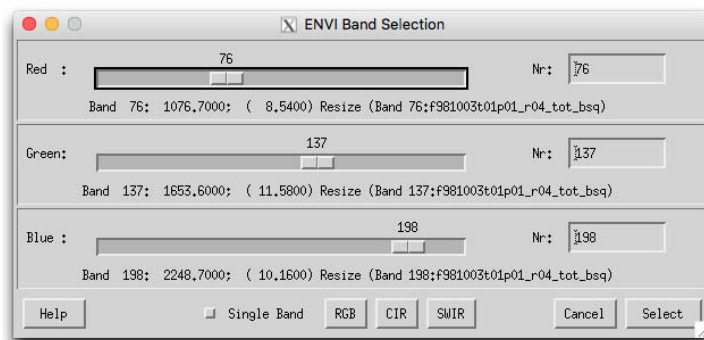 ENVI Band Selection
76
Red : Nr: 76
Band 76: 1076.7000; ( 8.5400) Resize (Band 76:f981003t01p01_r04_tot_bsq)
137
Green: Nr: 137
Band 137: 1653.6000; ( 11.5800) Resize (Band 137:f981003t01p01_r04_tot_bsq)
198
Blue : Nr: 198
Band 198: 2248.7000; ( 10.1600) Resize (Band 198:f981003t01p01_r04_tot_bsq)
Help Single Band RGB CIR SWIR Cancel Select